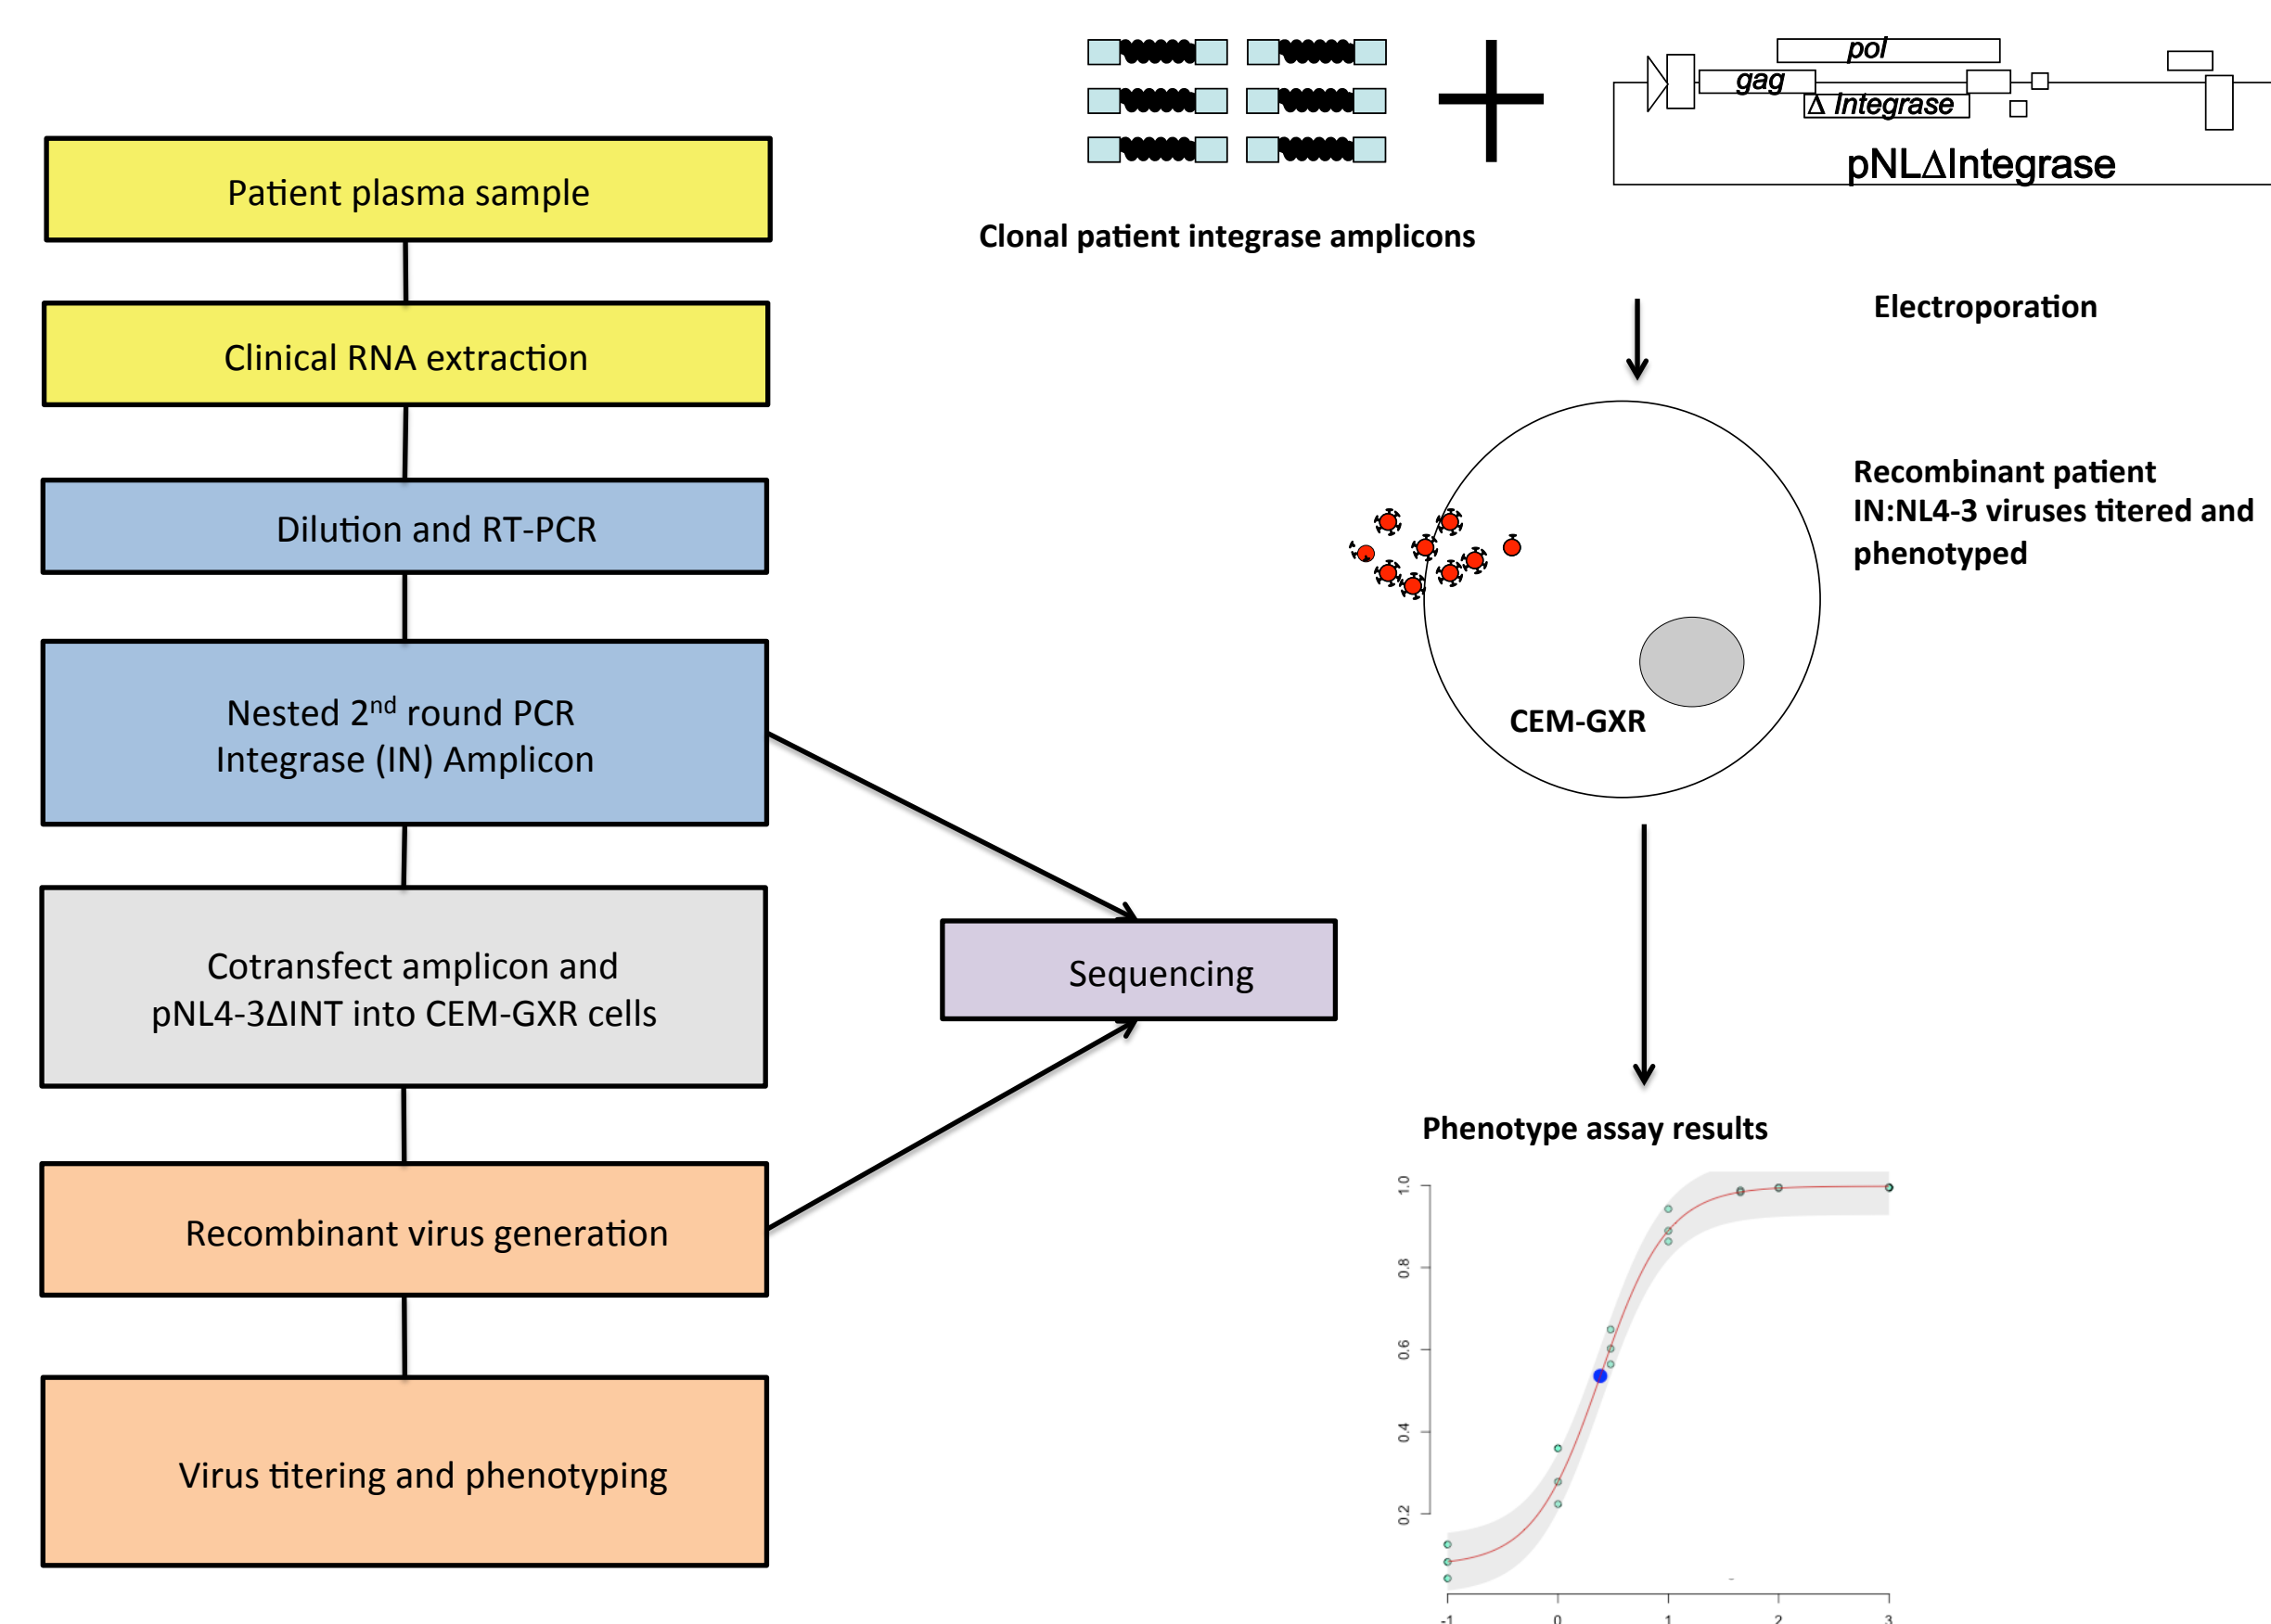 Patient plasma sample
Clinical RNA extraction
Dilution and RT-PCR
Nested 2nd round PCR
Integrase (IN) Amplicon
Cotransfect amplicon and
pNL4-3ΔINT into CEM-GXR cells
Recombinant virus generation
Virus titering and phenotyping
Sequencing
Clonal patient integrase amplicons
pol
gag
Δ Integrase
pNLΔIntegrase
Electroporation
Recombinant patient
IN:NL4-3 viruses titered and
phenotyped
CEM-GXR
Phenotype assay results
1.0
0.8
0.6
0.4
0.2
-1 0 1 2 3